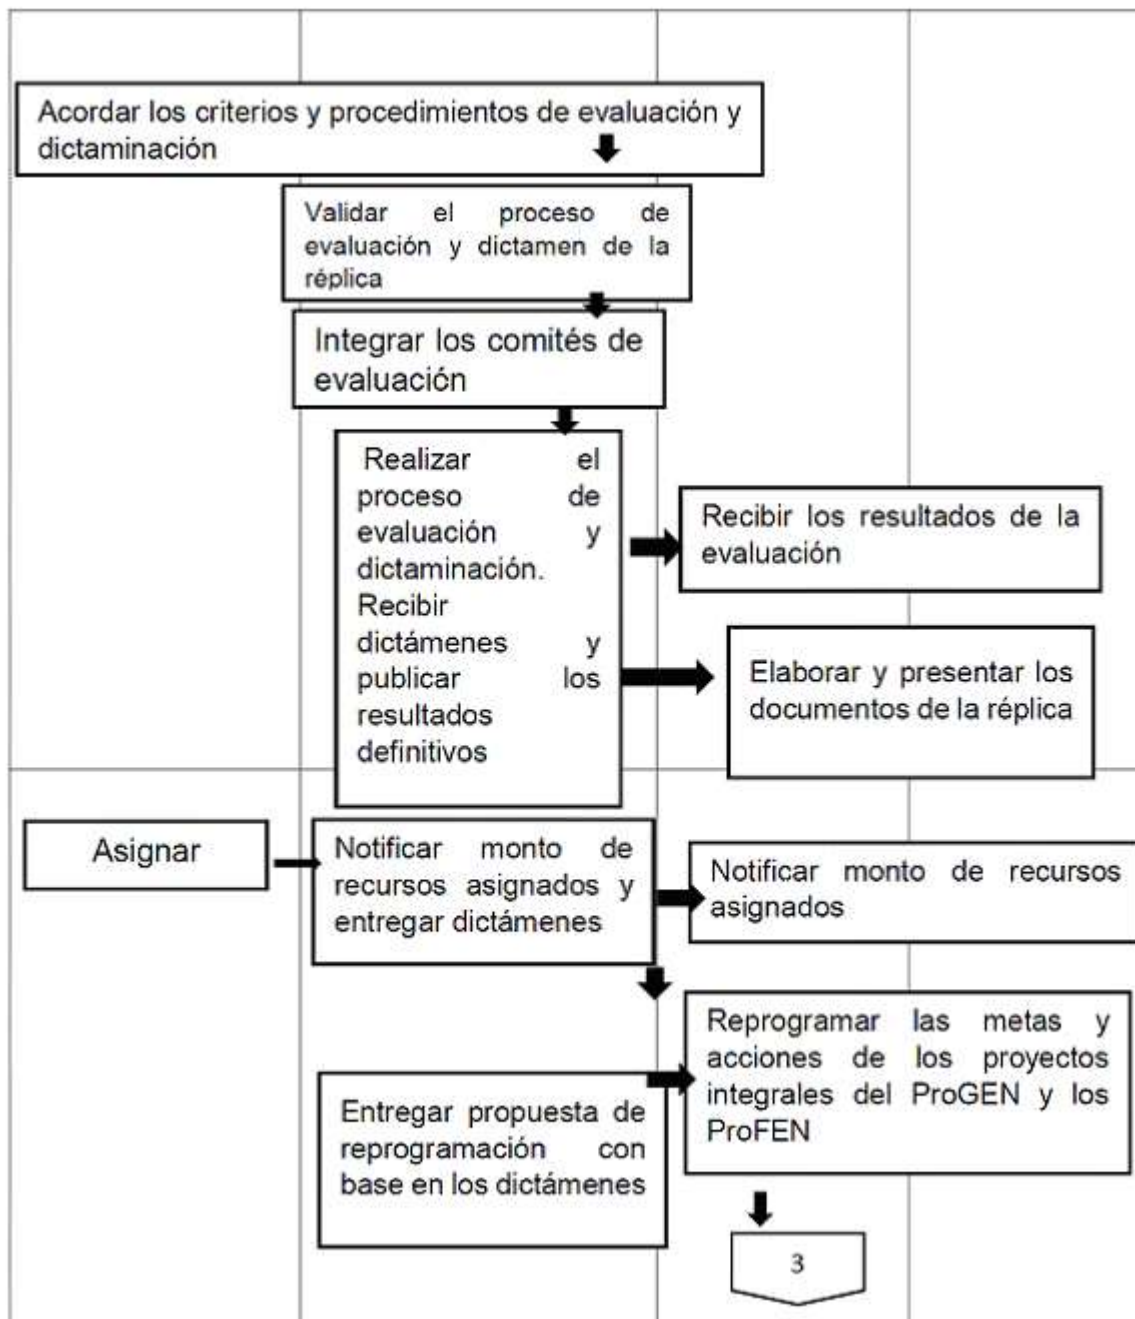 Acordar los criterios y procedimientos de evaluación y
dictaminación
Validar el proceso de
evaluación y dictamen de la
réplica
Integrar los comités de
evaluación
Realizar el
proceso de
evaluación y
dictaminación.
Recibir
dictámenes y
publicar los
resultados
definitivos
Recibir los resultados de la
evaluación
Elaborar y presentar los
documentos de la réplica
Asignar
Notificar monto de
recursos asignados y
entregar dictámenes
Notificar monto de recursos
asignados
Entregar propuesta de
reprogramación con
base en los dictámenes
Reprogramar las metas y
acciones de los proyectos
integrales del ProGEN y los
ProFEN
3